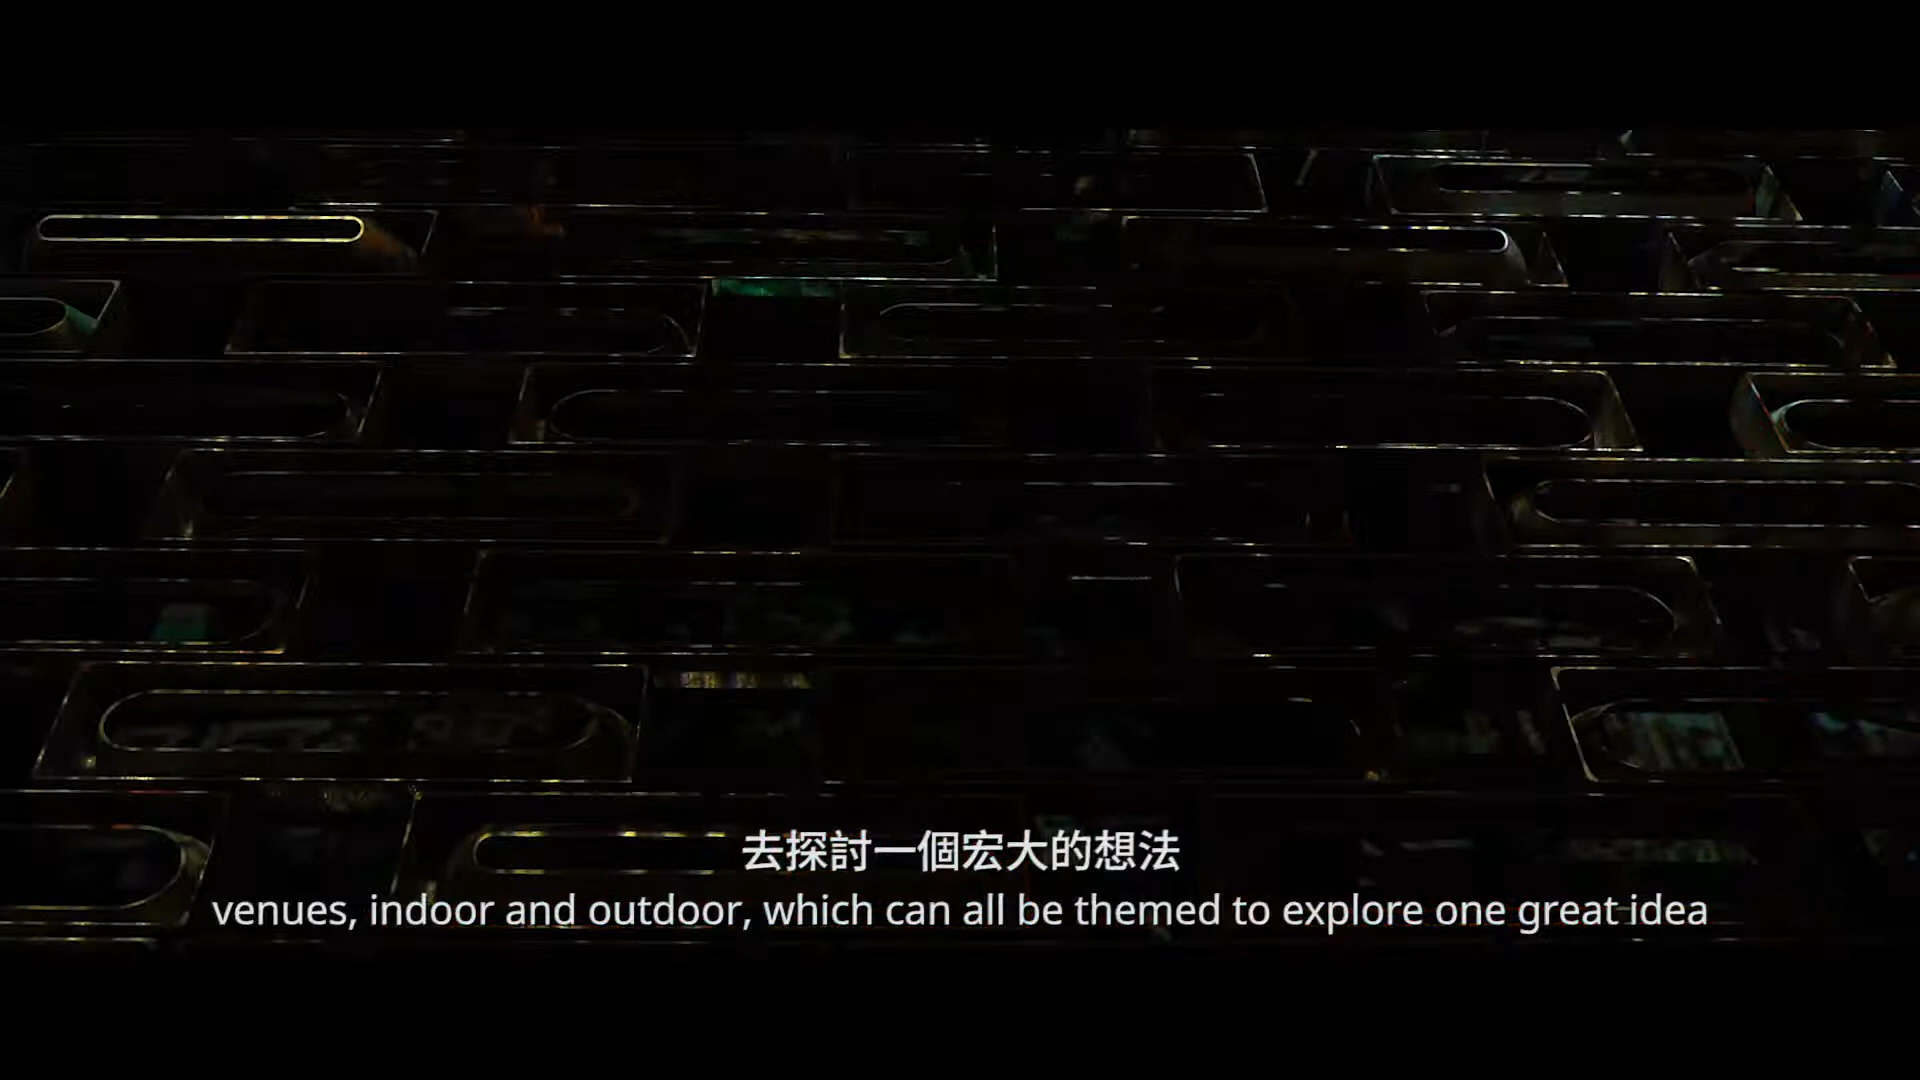 去探討一個宏大的想法
venues, indoor and outdoor, which can all be themed to explore one great idea